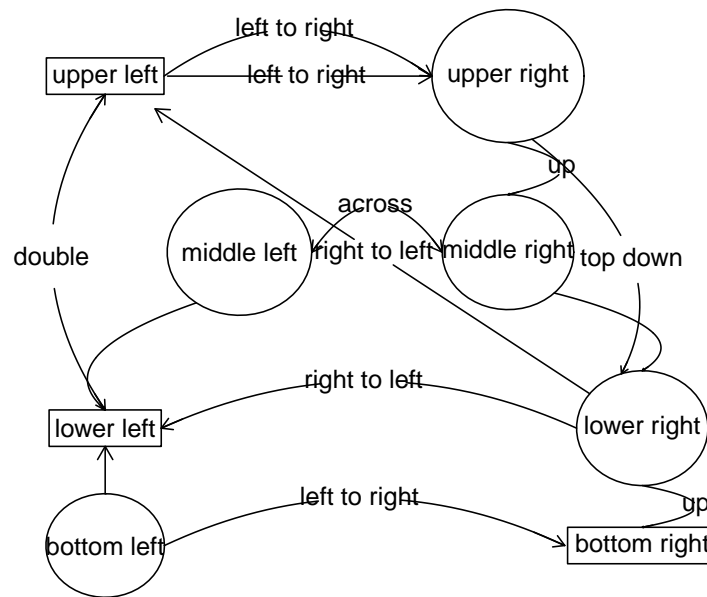 left to right
upper left
left to right
upper right
up
across
middle left
right to left
middle right
double
top down
right to left
lower left
lower right
left to right
up
bottom left
bottom right